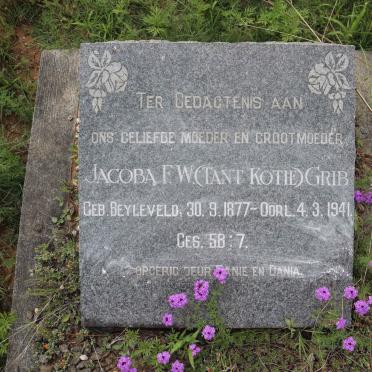 TER GEDAGTENIS AAN
ONS GELIEFDE MOEDER EN GROOTMOEDER
JACOBA F.W. (TANT KOTIE) GRIB
GEB. BEYLEVELD, 30. 9. 1877 - OORL. 4. 3. 1941.
GES. 58 : 7.
OPGERIG DEUR EN DANIA.